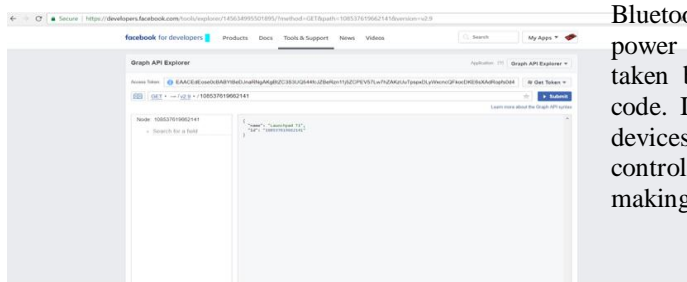 Secure | https://developers.facebook.com/tools/explorer/145634995501895/?method=GET&path=108537619662141&version=v2.9
facebook for developers Products Docs Tools & Support News Videos Search My Apps
Graph API Explorer Application: Graph API Explorer
Access Token Get Token
GET → /v2.9 /108537619662141 Submit
Learn more about the Graph API syntax
Node: 108537619662141
Search for a field
{
"name": "Launchpad TI",
"id": "108537619662141"
}
Bluetoo
power
taken b
code. I
devices
control
making